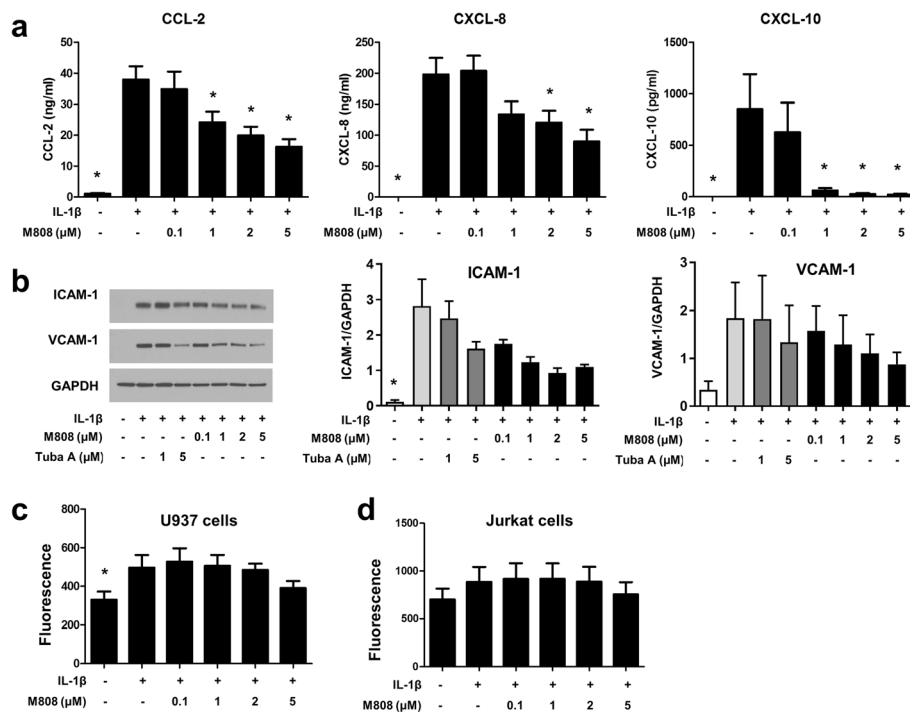 a
CCL-2
CCL-2 (ng/ml)
50
40
30
20
10
0
*
*
*
*
IL-1β - + + + + +
M808 (µM) - - 0.1 1 2 5
CXCL-8
CXCL-8 (ng/ml)
250
200
150
100
50
0
*
*
*
IL-1β - + + + + +
M808 (µM) - - 0.1 1 2 5
CXCL-10
CXCL-10 (pg/ml)
1500
1000
500
0
*
*
*
*
IL-1β - + + + + +
M808 (µM) - - 0.1 1 2 5
b
ICAM-1
VCAM-1
GAPDH
IL-1β - + + + + + + +
M808 (µM) - - - - 0.1 1 2 5
Tuba A (µM) - - 1 5 - - - -
ICAM-1
ICAM-1/GAPDH
4
3
2
1
0
*
IL-1β - + + + + + + +
M808 (µM) - - - - 0.1 1 2 5
Tuba A (µM) - - 1 5 - - - -
VCAM-1
VCAM-1/GAPDH
3
2
1
0
IL-1β - + + + + + + +
M808 (µM) - - - - 0.1 1 2 5
Tuba A (µM) - - 1 5 - - - -
c
U937 cells
Fluorescence
600
400
200
0
*
IL-1β - + + + + +
M808 (µM) - - 0.1 1 2 5
d
Jurkat cells
Fluorescence
1500
1000
500
0
IL-1β - + + + + +
M808 (µM) - - 0.1 1 2 5